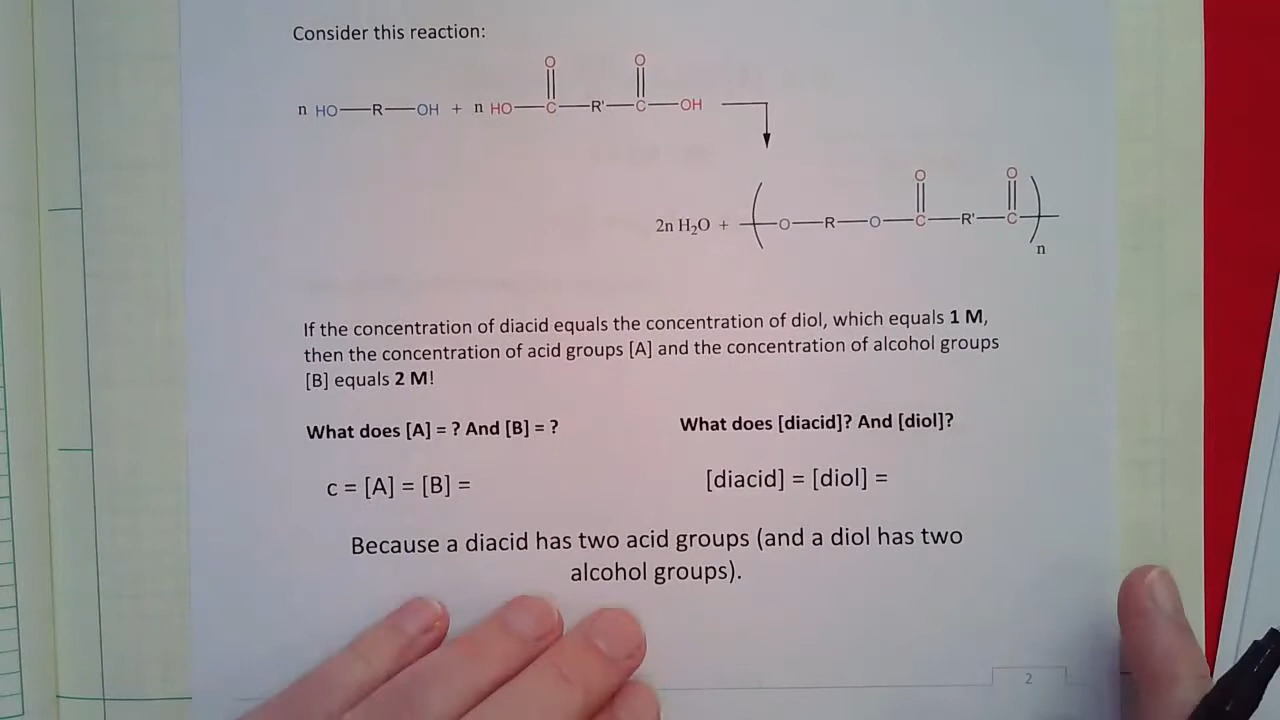 Consider this reaction:
O O
n HO—R—OH + n HO—C—R'—C—OH
O O
2n H₂O + ( O—R—O—C—R'—C )
n
If the concentration of diacid equals the concentration of diol, which equals 1 M,
then the concentration of acid groups [A] and the concentration of alcohol groups
[B] equals 2 M!
What does [A] = ? And [B] = ? What does [diacid]? And [diol]?
c = [A] = [B] = [diacid] = [diol] =
Because a diacid has two acid groups (and a diol has two
alcohol groups).
2